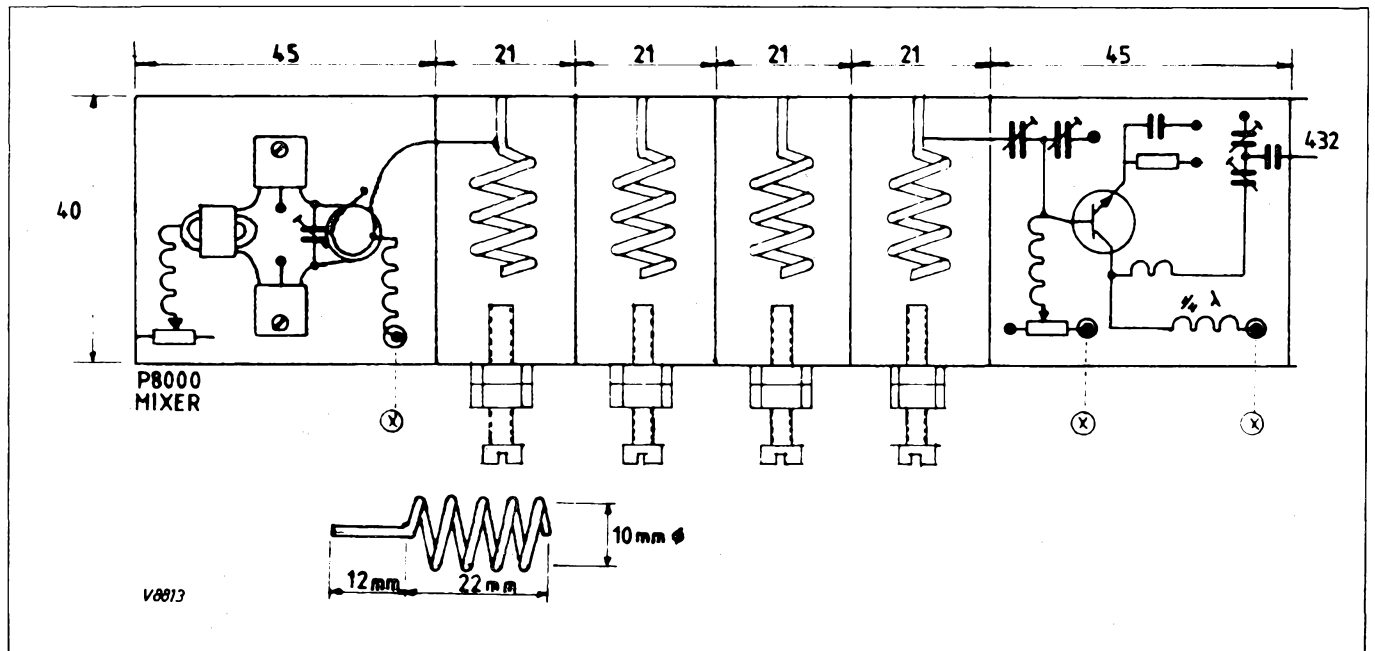 45 21 21 21 21 45
40
432
¼ λ
P8000
MIXER
X X X
10mm ϕ
12mm 22mm
V8813